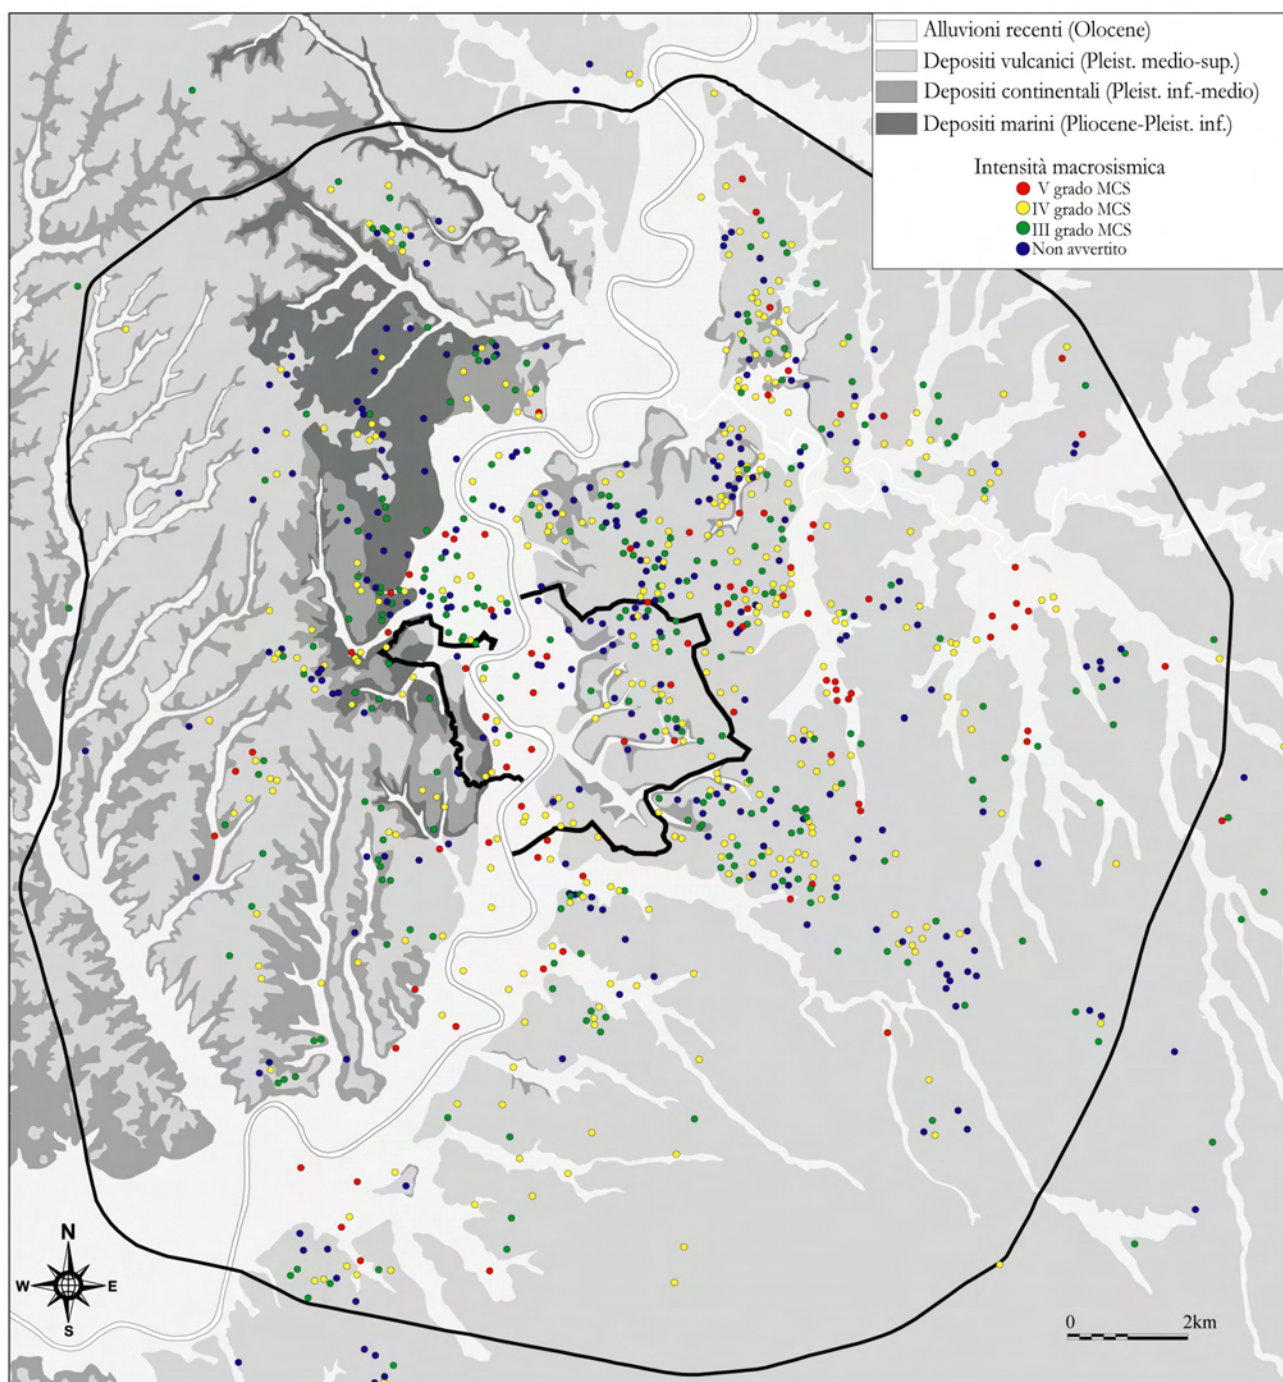 Alluvioni recenti (Olocene)
Depositi vulcanici (Pleist. medio-sup.)
Depositi continentali (Pleist. inf.-medio)
Depositi marini (Pliocene-Pleist. inf.)
Intensità macrosismica
V grado MCS
IV grado MCS
III grado MCS
Non avvertito
N
W E
S
0 2km